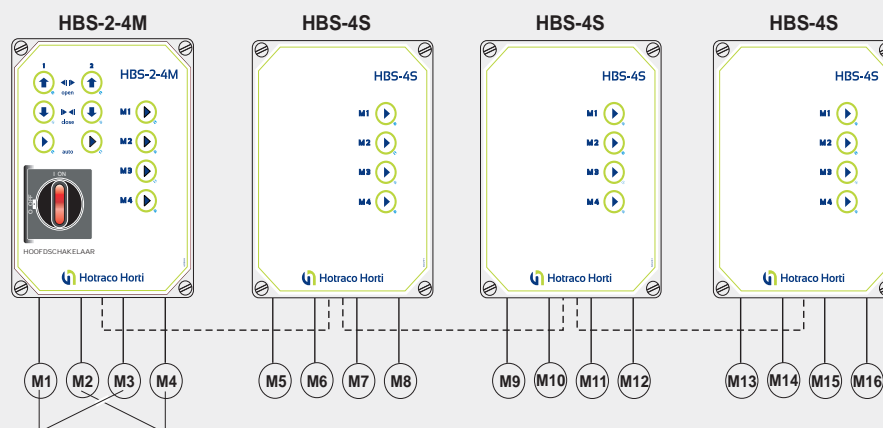 HBS-2-4M
HBS-4S
HBS-4S
HBS-4S
1 2
HBS-2-4M
open
close
auto
M1
M2
M3
M4
I ON
O OFF
HOOFDSCHAKELAAR
Hotraco Horti
HBS-4S
M1
M2
M3
M4
Hotraco Horti
HBS-4S
M1
M2
M3
M4
Hotraco Horti
HBS-4S
M1
M2
M3
M4
Hotraco Horti
M1 M2 M3 M4
M5 M6 M7 M8
M9 M10 M11 M12
M13 M14 M15 M16